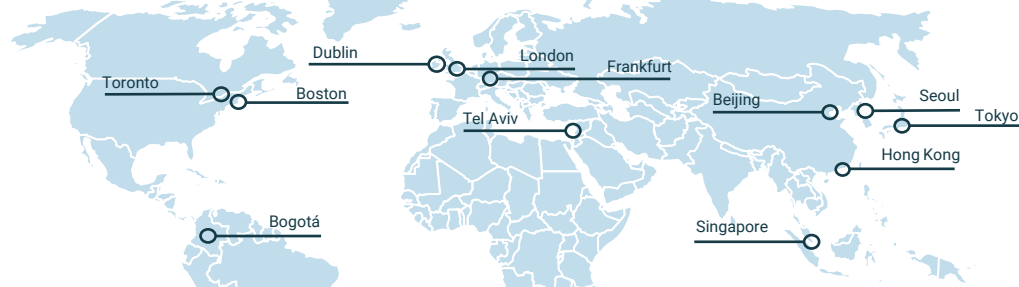 Dublin
London
Frankfurt
Toronto
Boston
Beijing
Seoul
Tel Aviv
Tokyo
Hong Kong
Bogotá
Singapore